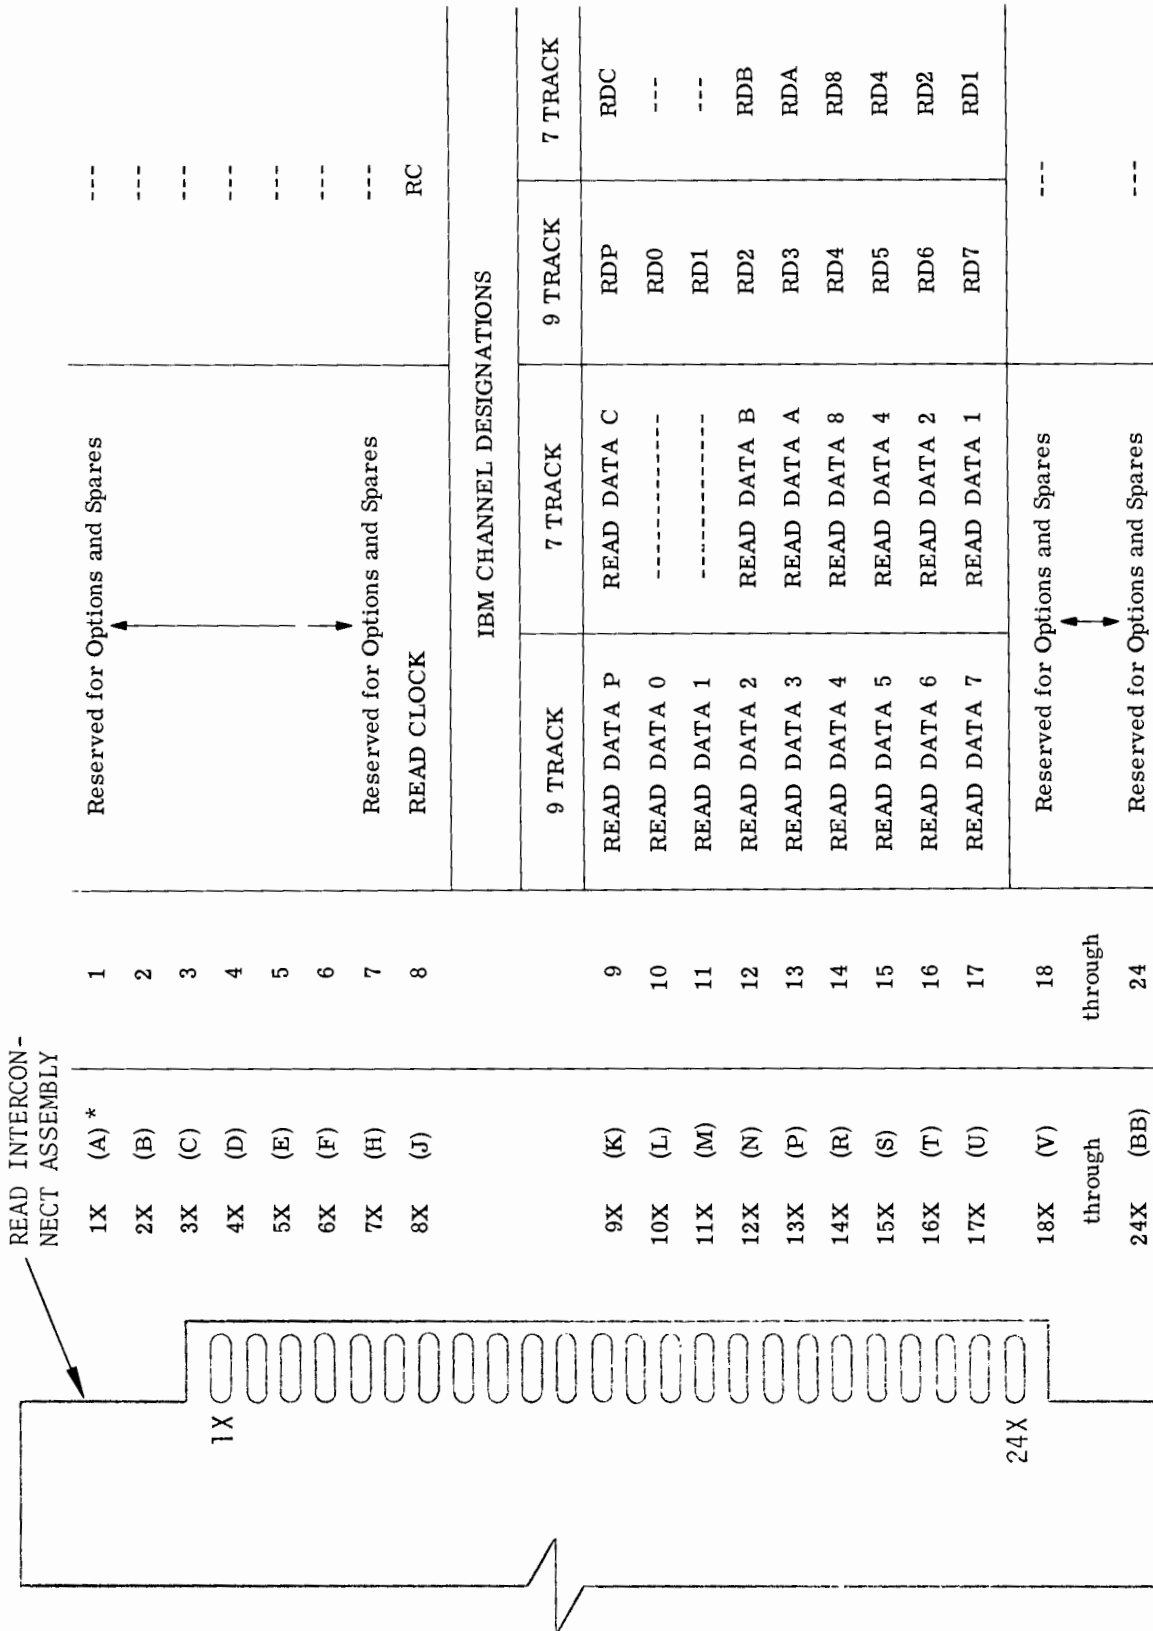 READ INTERCON-
NECT ASSEMBLY
1X (A) * 1 Reserved for Options and Spares ---
2X (B) 2 ---
3X (C) 3 ---
4X (D) 4 ---
5X (E) 5 ---
6X (F) 6 ---
7X (H) 7 Reserved for Options and Spares ---
8X (J) 8 READ CLOCK RC
IBM CHANNEL DESIGNATIONS
9 TRACK 7 TRACK 9 TRACK 7 TRACK
9X (K) 9 READ DATA P READ DATA C RDP RDC
10X (L) 10 READ DATA 0 ------------ RD0 ---
11X (M) 11 READ DATA 1 ------------ RD1 ---
12X (N) 12 READ DATA 2 READ DATA B RD2 RDB
13X (P) 13 READ DATA 3 READ DATA A RD3 RDA
14X (R) 14 READ DATA 4 READ DATA 8 RD4 RD8
15X (S) 15 READ DATA 5 READ DATA 4 RD5 RD4
16X (T) 16 READ DATA 6 READ DATA 2 RD6 RD2
17X (U) 17 READ DATA 7 READ DATA 1 RD7 RD1
18X (V) 18 Reserved for Options and Spares ---
through through
24X (BB) 24 Reserved for Options and Spares ---
1X
24X